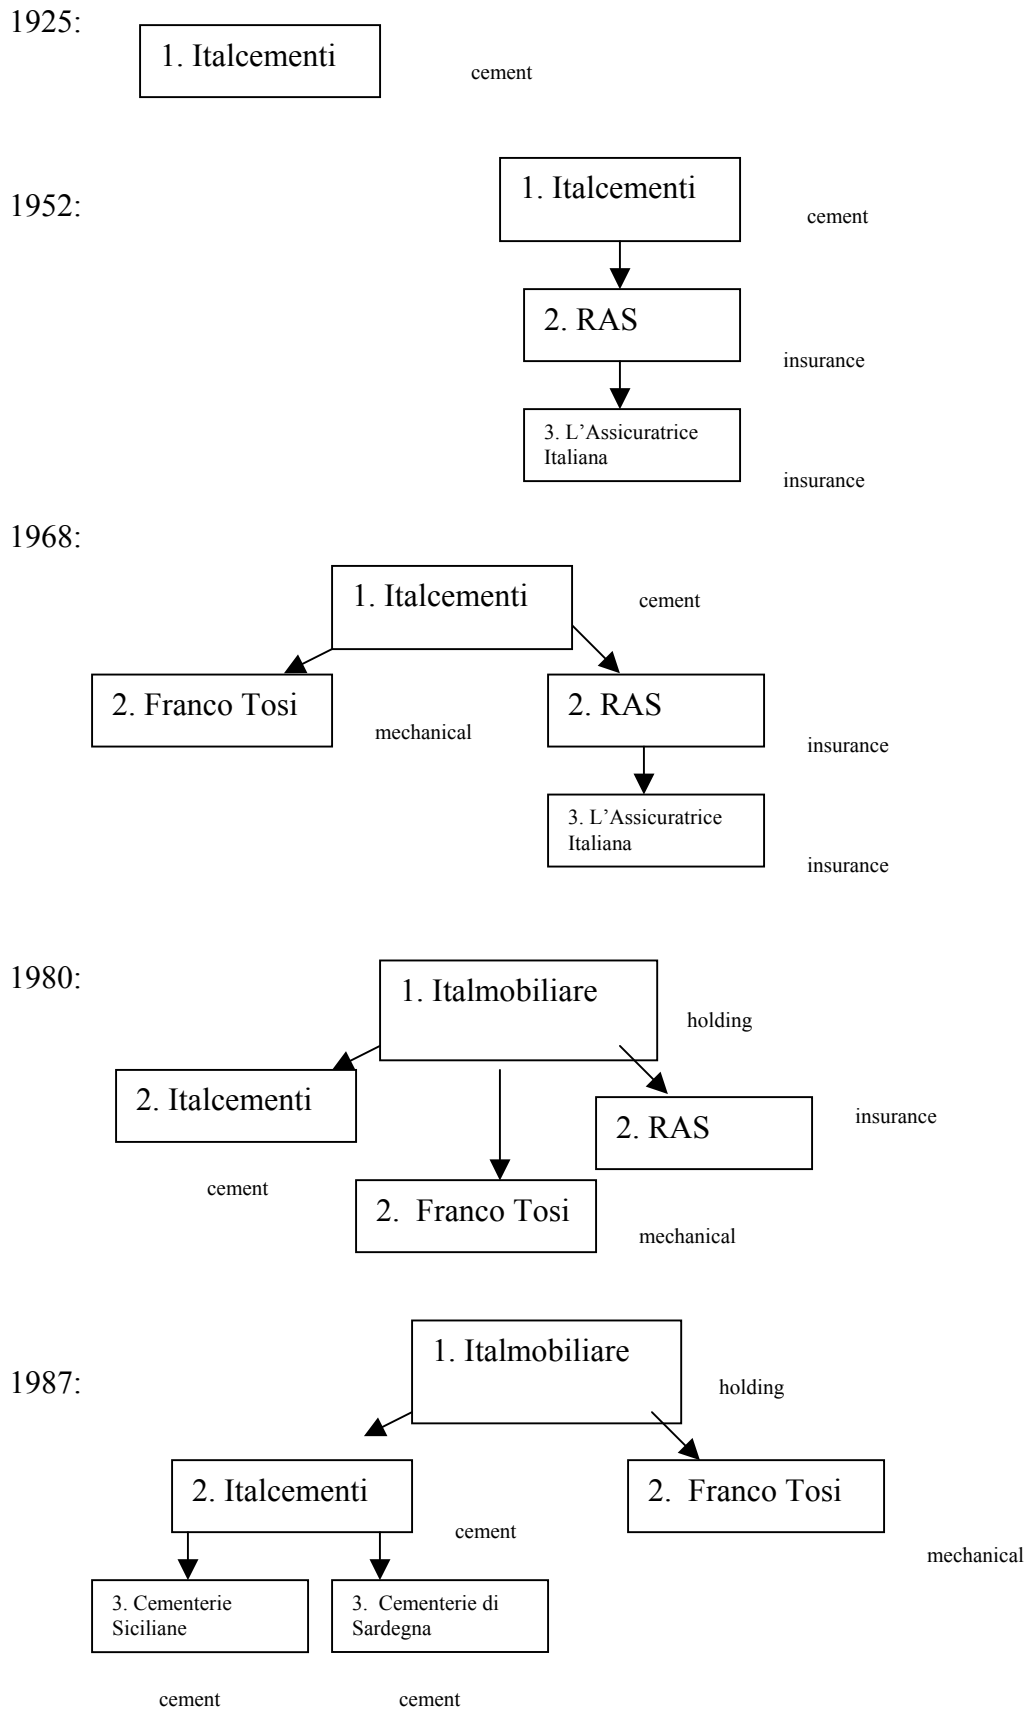 1925:
1. Italcementi
cement
1952:
1. Italcementi
cement
2. RAS
insurance
3. L’Assicuratrice
Italiana
insurance
1968:
1. Italcementi
cement
2. Franco Tosi
mechanical
2. RAS
insurance
3. L’Assicuratrice
Italiana
insurance
1980:
1. Italmobiliare
holding
2. Italcementi
cement
2. RAS
insurance
2.  Franco Tosi
mechanical
1987:
1. Italmobiliare
holding
2. Italcementi
cement
2.  Franco Tosi
mechanical
3. Cementerie
Siciliane
cement
3.  Cementerie di
Sardegna
cement